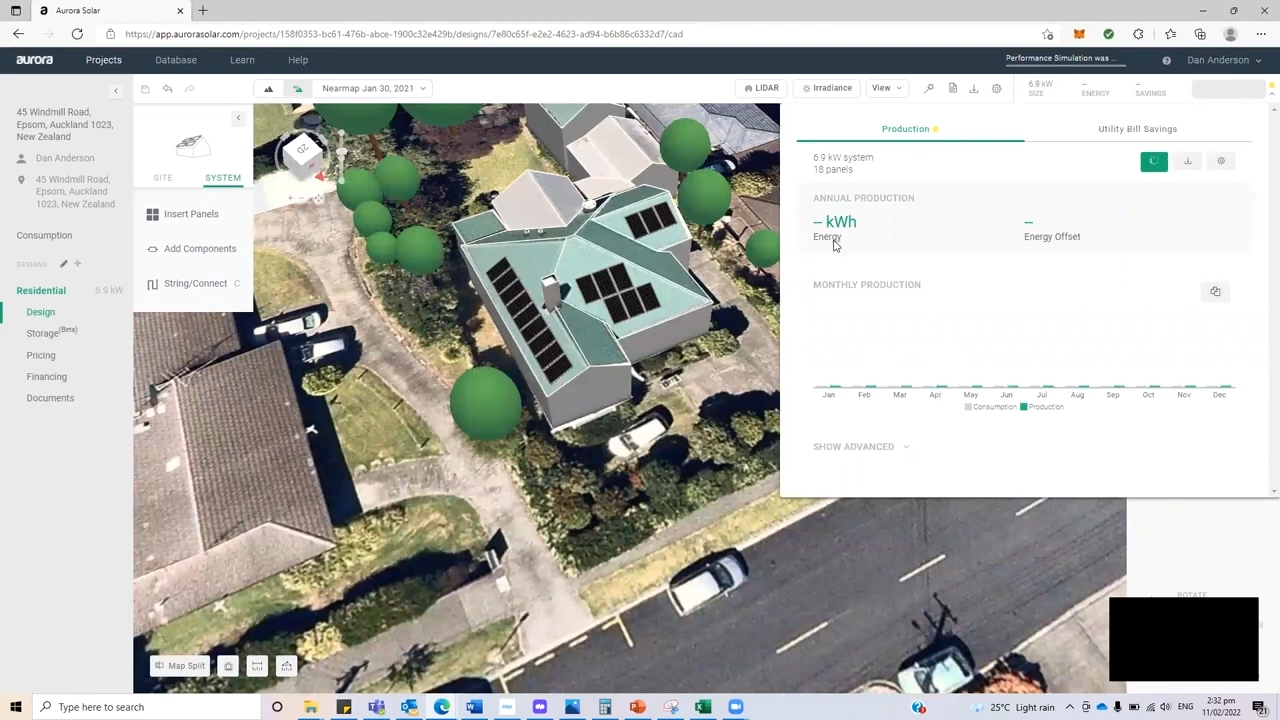 Aurora Solar
https://app.aurorasolar.com/projects/158f0353-bc61-476b-abce-1900c32e429b/designs/7e80c65f-e2e2-4623-ad94-b6b86c6332d7/cad
aurora
Projects
Database
Learn
Help
Performance Simulation was ...
Dan Anderson
Nearmap Jan 30, 2021
LIDAR
Irradiance
View
6.9 kW
SIZE
--
ENERGY
--
SAVINGS
45 Windmill Road,
Epsom, Auckland 1023,
New Zealand
Dan Anderson
45 Windmill Road,
Epsom, Auckland
1023, New Zealand
Consumption
DESIGNS
Residential
6.9 kW
Design
Storage(Beta)
Pricing
Financing
Documents
SITE
SYSTEM
Insert Panels
Add Components
String/Connect C
Production
Utility Bill Savings
6.9 kW system
18 panels
ANNUAL PRODUCTION
-- kWh
Energy
--
Energy Offset
MONTHLY PRODUCTION
Jan Feb Mar Apr May Jun Jul Aug Sep Oct Nov Dec
Consumption Production
SHOW ADVANCED
ROTATE
Map Split
Type here to search
25°C Light rain
ENG
2:32 pm
11/02/2022